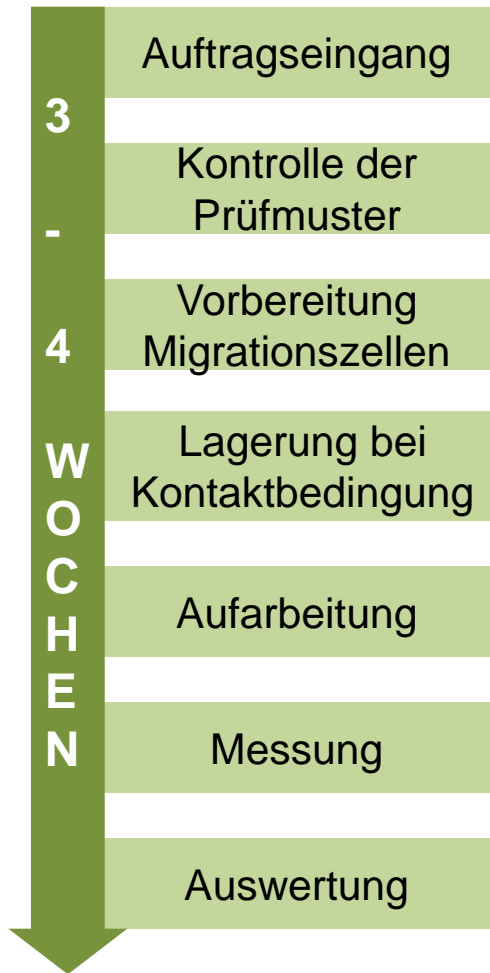 3
-
4
W
O
C
H
E
N
Auftragseingang
Kontrolle der
Prüfmuster
Vorbereitung
Migrationszellen
Lagerung bei
Kontaktbedingung
Aufarbeitung
Messung
Auswertung